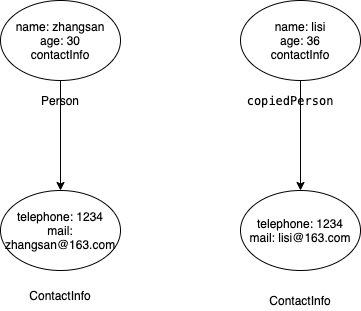 name: zhangsan
age: 30
contactInfo
Person
telephone: 1234
mail:
zhangsan@163.com
ContactInfo
name: lisi
age: 36
contactInfo
copiedPerson
telephone: 1234
mail: lisi@163.com
ContactInfo